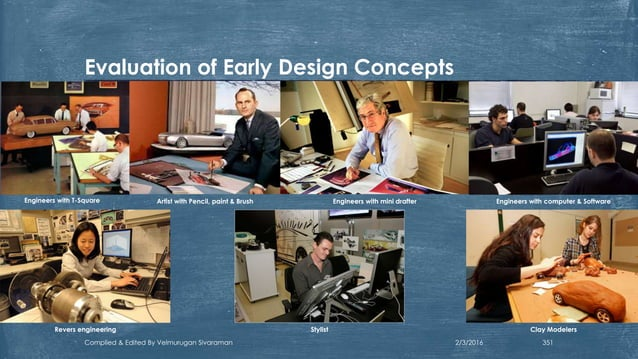 Evaluation of Early Design Concepts
Engineers with T-Square
Artist with Pencil, paint & Brush
Engineers with mini drafter
Engineers with computer & Software
Revers engineering
Stylist
Clay Modelers
Complied & Edited By Velmurugan Sivaraman
2/3/2016
351